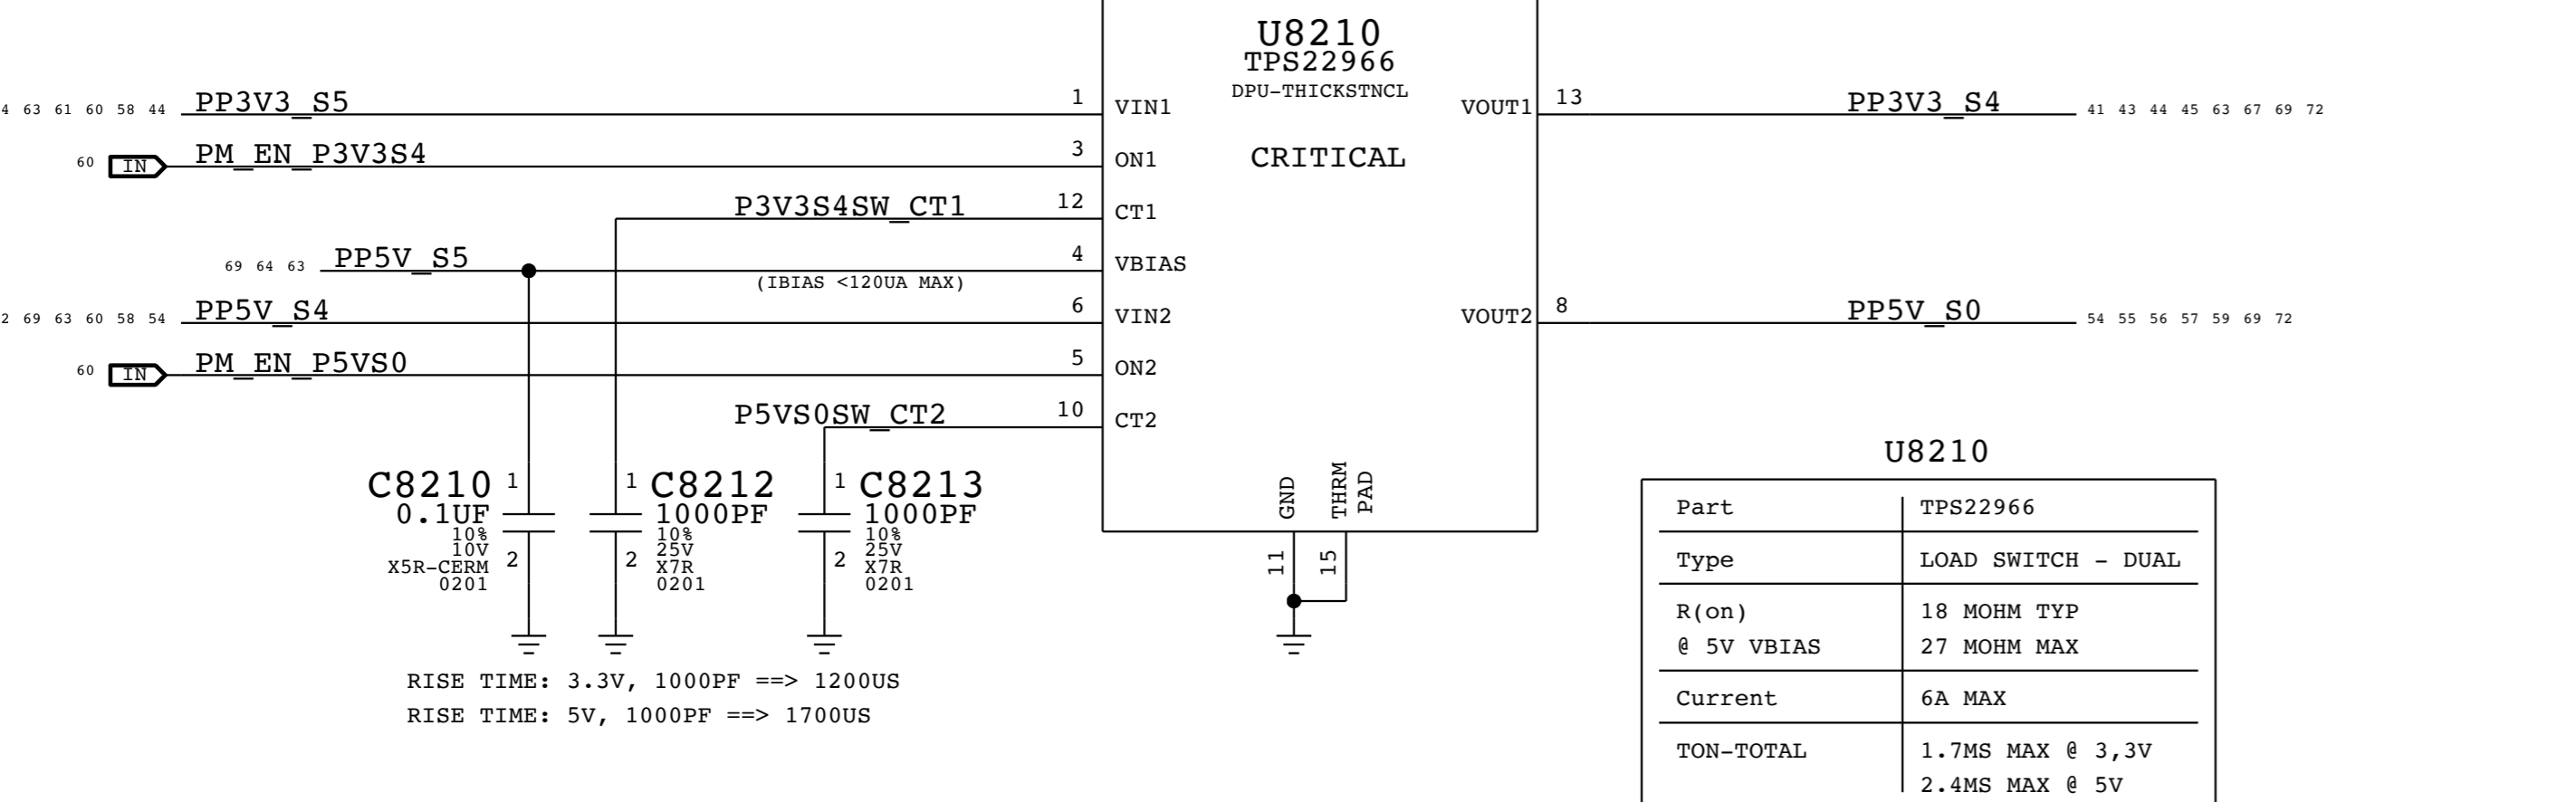 U8210
TPS22966
DPU-THICKSTNCL
CRITICAL
4 63 61 60 58 44 PP3V3_S5 1 VIN1
60 IN PM_EN_P3V3S4 3 ON1
P3V3S4SW_CT1 12 CT1
69 64 63 PP5V_S5 4 VBIAS
(IBIAS <120UA MAX)
2 69 63 60 58 54 PP5V_S4 6 VIN2
60 IN PM_EN_P5VS0 5 ON2
P5VS0SW_CT2 10 CT2
VOUT1 13 PP3V3_S4 41 43 44 45 63 67 69 72
VOUT2 8 PP5V_S0 54 55 56 57 59 69 72
GND
THRM
PAD
11
15
C8210 1
0.1UF
10%
10V
X5R-CERM 2
0201
1 C8212
1000PF
10%
25V
2 X7R
0201
1 C8213
1000PF
10%
25V
2 X7R
0201
RISE TIME: 3.3V, 1000PF ==> 1200US
RISE TIME: 5V, 1000PF ==> 1700US
U8210
Part TPS22966
Type LOAD SWITCH - DUAL
R(on) 18 MOHM TYP
@ 5V VBIAS 27 MOHM MAX
Current 6A MAX
TON-TOTAL 1.7MS MAX @ 3,3V
2.4MS MAX @ 5V